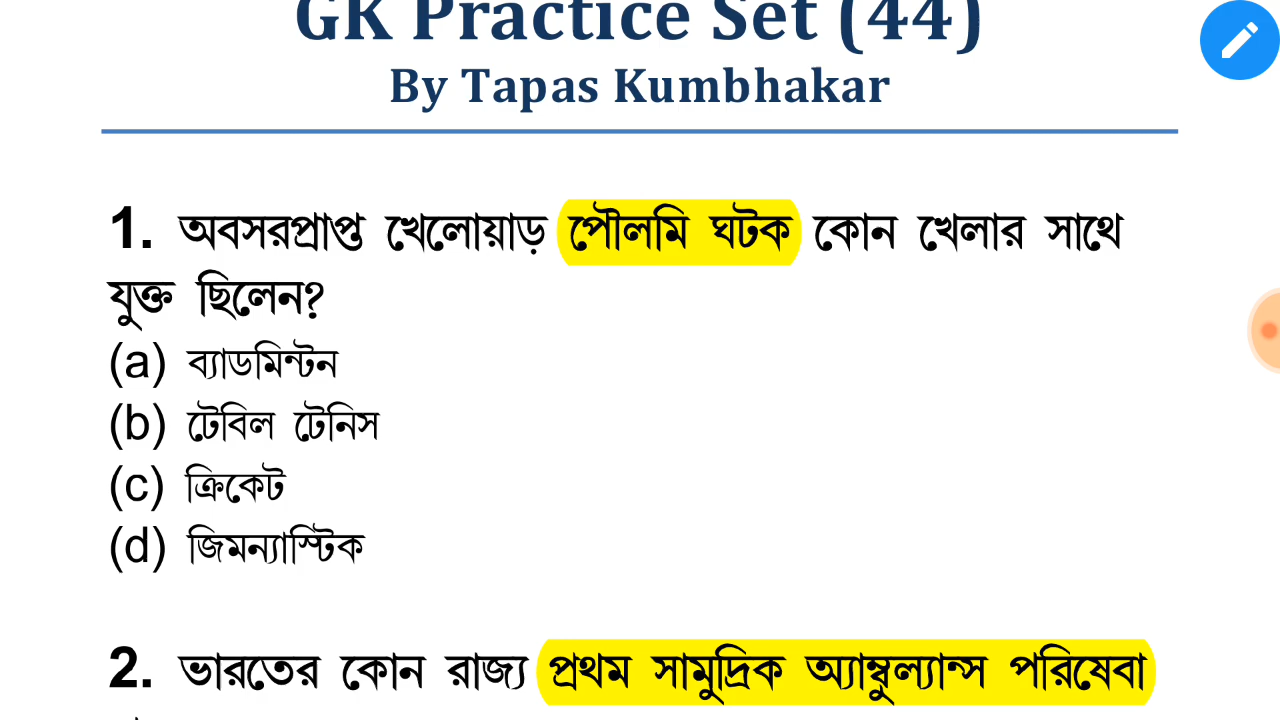 GK Practice Set (44)
By Tapas Kumbhakar
1. অবসরপ্রাপ্ত খেলোয়াড় পৌলমি ঘটক কোন খেলার সাথে
যুক্ত ছিলেন?
(a) ব্যাডমিন্টন
(b) টেবিল টেনিস
(c) ক্রিকেট
(d) জিমন্যাস্টিক
2. ভারতের কোন রাজ্য প্রথম সামুদ্রিক অ্যাম্বুল্যান্স পরিষেবা